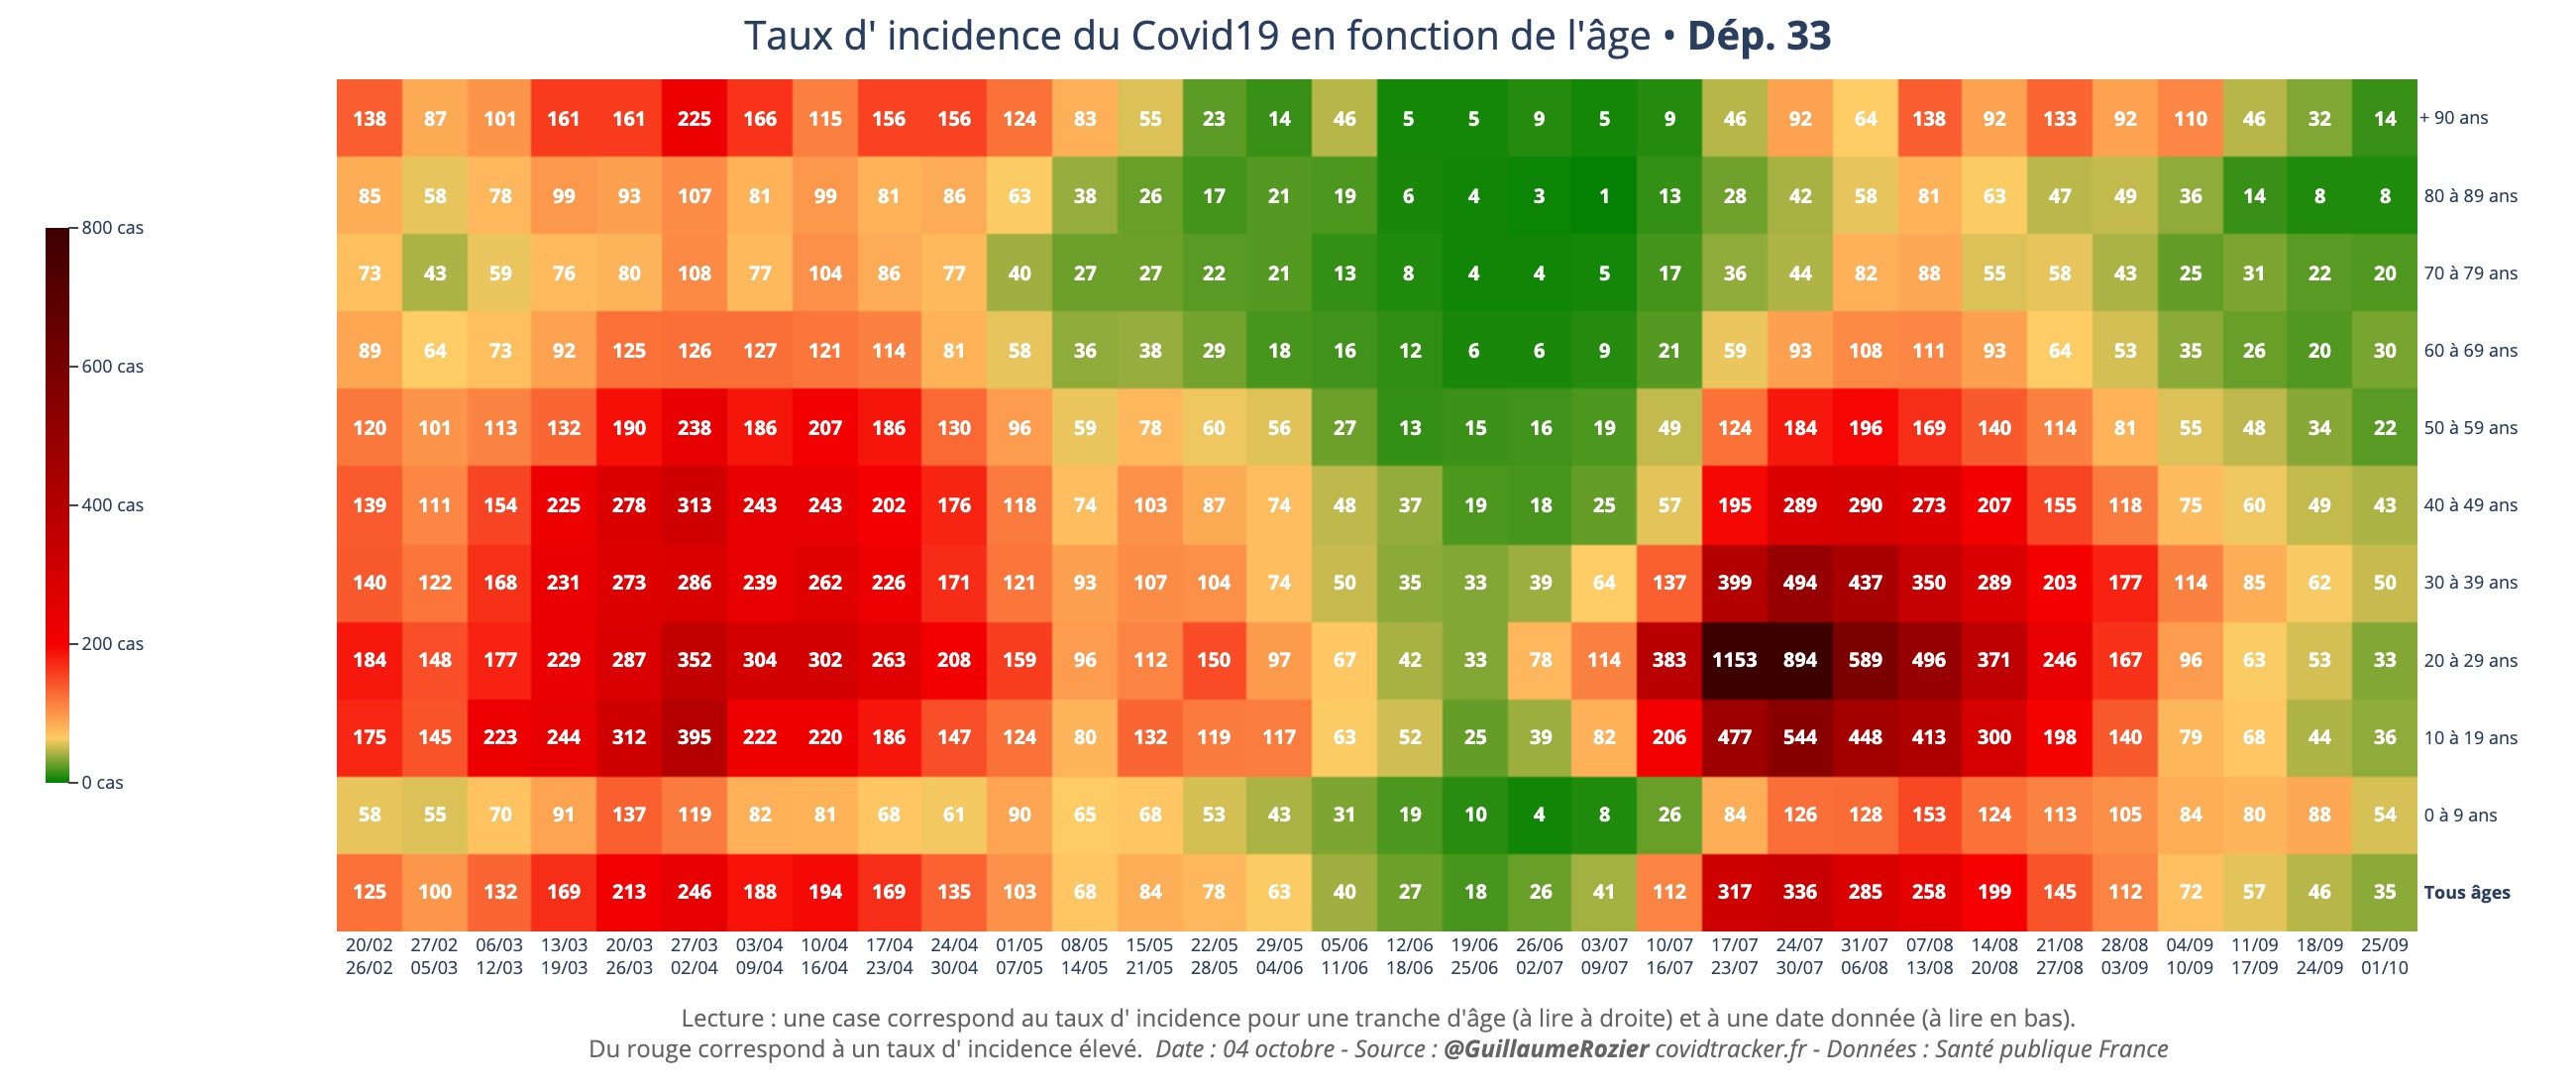 Taux d' incidence du Covid19 en fonction de l'âge • Dép. 33
138 87 101 161 161 225 166 115 156 156 124 83 55 23 14 46 5 5 9 5 9 46 92 64 138 92 133 92 110 46 32 14 + 90 ans
85 58 78 99 93 107 81 99 81 86 63 38 26 17 21 19 6 4 3 1 13 28 42 58 81 63 47 49 36 14 8 8 80 à 89 ans
800 cas
73 43 59 76 80 108 77 104 86 77 40 27 27 22 21 13 8 4 4 5 17 36 44 82 88 55 58 43 25 31 22 20 70 à 79 ans
89 64 73 92 125 126 127 121 114 81 58 36 38 29 18 16 12 6 6 9 21 59 93 108 111 93 64 53 35 26 20 30 60 à 69 ans
600 cas
120 101 113 132 190 238 186 207 186 130 96 59 78 60 56 27 13 15 16 19 49 124 184 196 169 140 114 81 55 48 34 22 50 à 59 ans
400 cas
139 111 154 225 278 313 243 243 202 176 118 74 103 87 74 48 37 19 18 25 57 195 289 290 273 207 155 118 75 60 49 43 40 à 49 ans
140 122 168 231 273 286 239 262 226 171 121 93 107 104 74 50 35 33 39 64 137 399 494 437 350 289 203 177 114 85 62 50 30 à 39 ans
200 cas
184 148 177 229 287 352 304 302 263 208 159 96 112 150 97 67 42 33 78 114 383 1153 894 589 496 371 246 167 96 63 53 33 20 à 29 ans
175 145 223 244 312 395 222 220 186 147 124 80 132 119 117 63 52 25 39 82 206 477 544 448 413 300 198 140 79 68 44 36 10 à 19 ans
0 cas
58 55 70 91 137 119 82 81 68 61 90 65 68 53 43 31 19 10 4 8 26 84 126 128 153 124 113 105 84 80 88 54 0 à 9 ans
125 100 132 169 213 246 188 194 169 135 103 68 84 78 63 40 27 18 26 41 112 317 336 285 258 199 145 112 72 57 46 35 Tous âges
20/02 27/02 06/03 13/03 20/03 27/03 03/04 10/04 17/04 24/04 01/05 08/05 15/05 22/05 29/05 05/06 12/06 19/06 26/06 03/07 10/07 17/07 24/07 31/07 07/08 14/08 21/08 28/08 04/09 11/09 18/09 25/09
26/02 05/03 12/03 19/03 26/03 02/04 09/04 16/04 23/04 30/04 07/05 14/05 21/05 28/05 04/06 11/06 18/06 25/06 02/07 09/07 16/07 23/07 30/07 06/08 13/08 20/08 27/08 03/09 10/09 17/09 24/09 01/10
Lecture : une case correspond au taux d' incidence pour une tranche d'âge (à lire à droite) et à une date donnée (à lire en bas).
Du rouge correspond à un taux d' incidence élevé. Date : 04 octobre - Source : @GuillaumeRozier covidtracker.fr - Données : Santé publique France